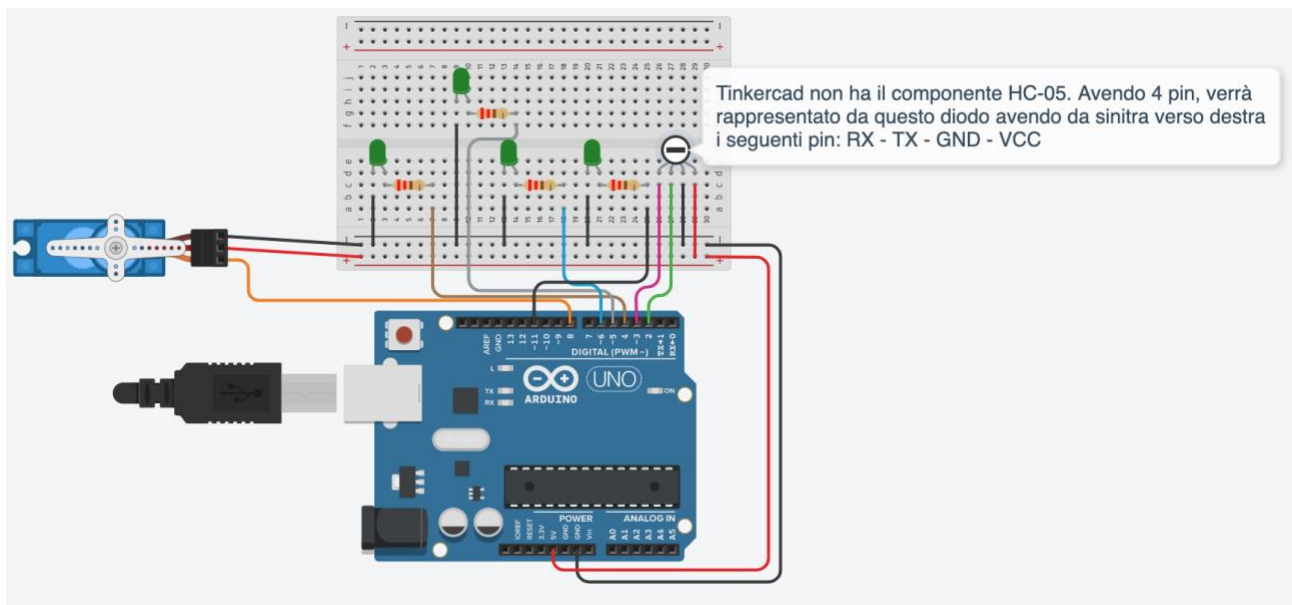 Tinkercad non ha il componente HC-05. Avendo 4 pin, verrà
rappresentato da questo diodo avendo da sinitra verso destra
i seguenti pin: RX - TX - GND - VCC
AREF
GND
13
12
~11
~10
~9
8
7
~6
~5
4
~3
2
TX→1
RX←0
DIGITAL (PWM~)
L
TX
RX
ARDUINO
UNO
ON
POWER
ANALOG IN
IOREF
RESET
3.3V
5V
GND
GND
Vin
A0
A1
A2
A3
A4
A5